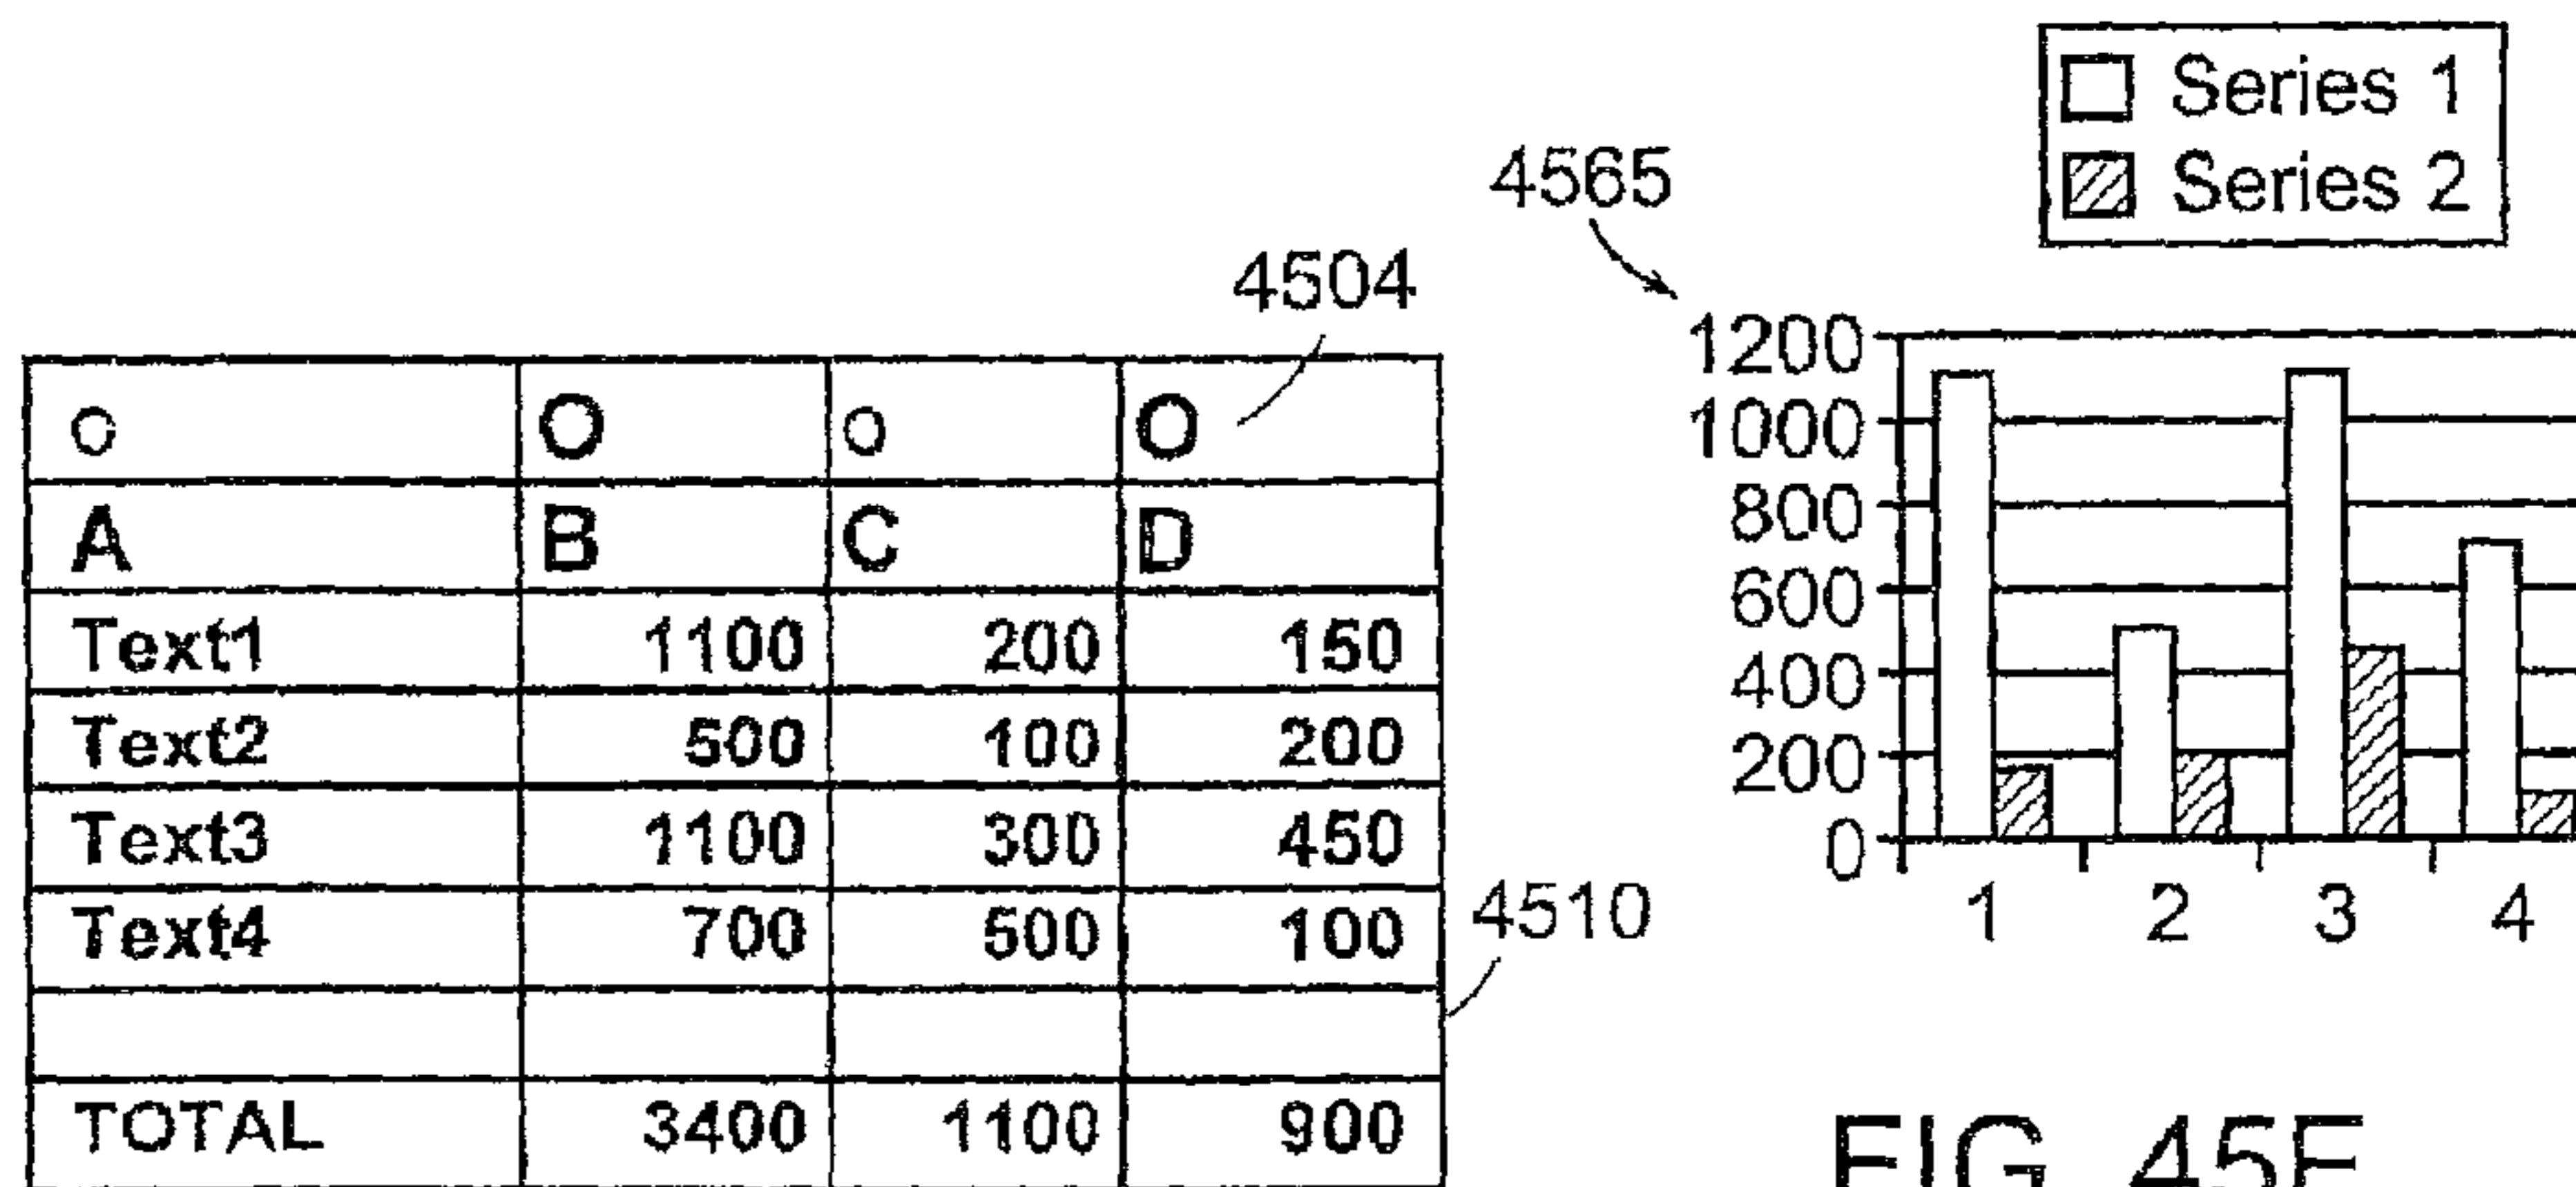 Series 1
Series 2
4565
4504
o O o O
A B C D
Text1 1100 200 150
Text2 500 100 200
Text3 1100 300 450
Text4 700 500 100
TOTAL 3400 1100 900
4510
1200
1000
800
600
400
200
0
1 2 3 4